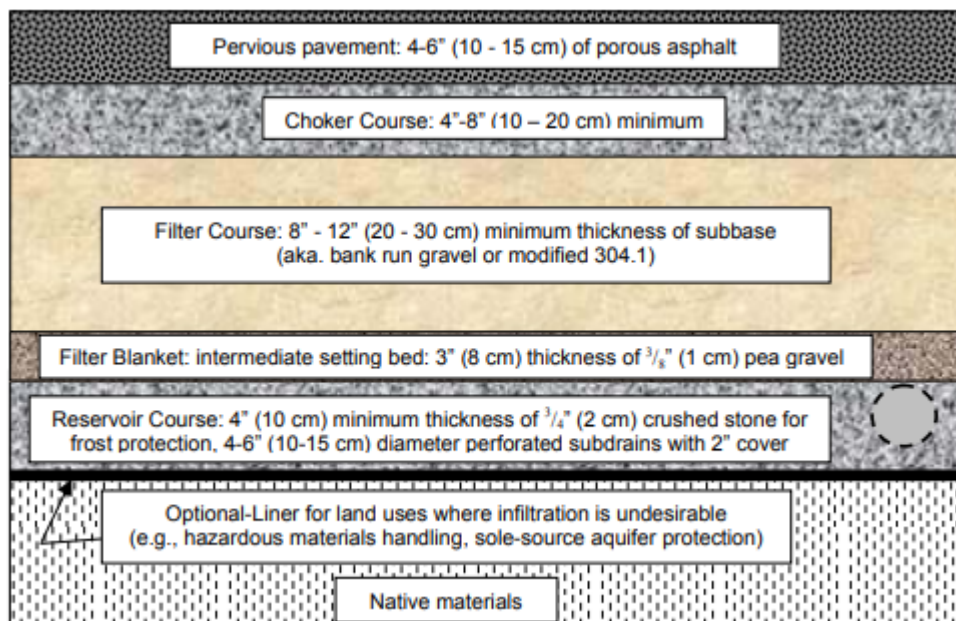 Pervious pavement: 4-6” (10 - 15 cm) of porous asphalt
Choker Course: 4”-8” (10 – 20 cm) minimum
Filter Course: 8” - 12” (20 - 30 cm) minimum thickness of subbase
(aka. bank run gravel or modified 304.1)
Filter Blanket: intermediate setting bed: 3” (8 cm) thickness of 3/8” (1 cm) pea gravel
Reservoir Course: 4” (10 cm) minimum thickness of 3/4” (2 cm) crushed stone for
frost protection, 4-6” (10-15 cm) diameter perforated subdrains with 2” cover
Optional-Liner for land uses where infiltration is undesirable
(e.g., hazardous materials handling, sole-source aquifer protection)
Native materials